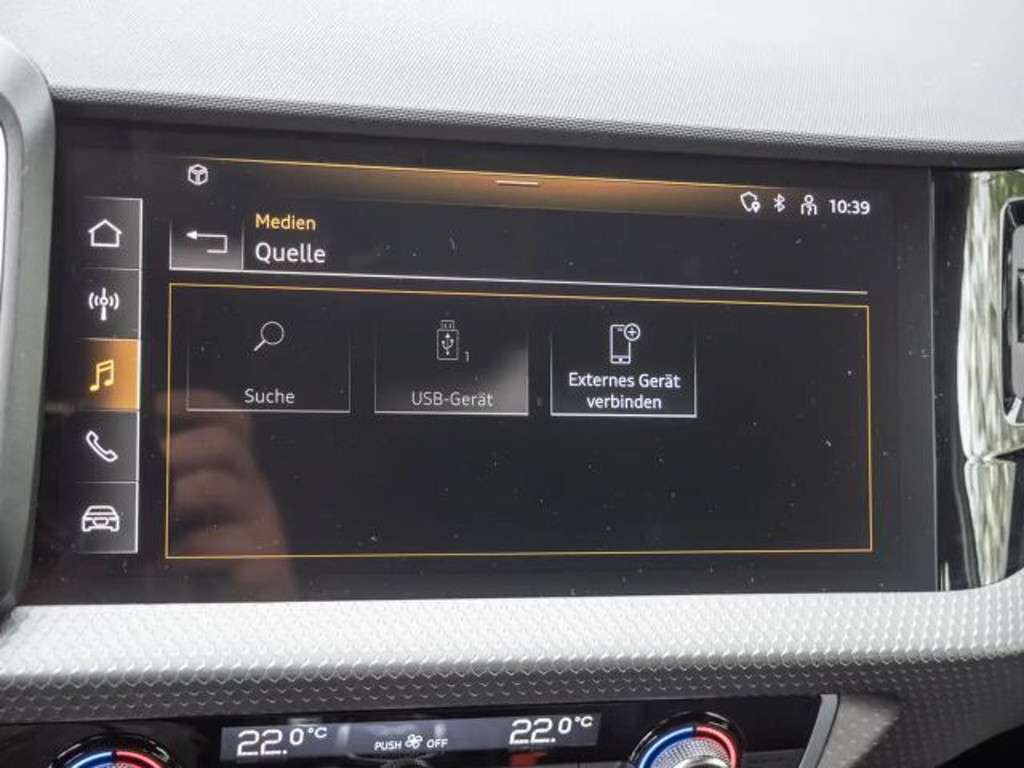 10:39
Medien
Quelle
Suche
1
USB-Gerät
Externes Gerät
verbinden
22.0°C
PUSH OFF
22.0°C